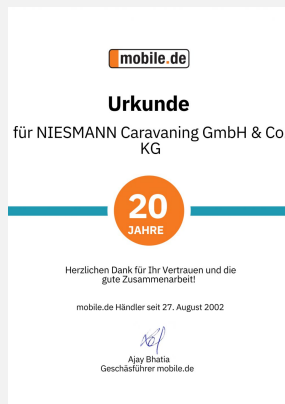 mobile.de
Urkunde
für NIESMANN Caravaning GmbH & Co
KG
20
JAHRE
Herzlichen Dank für Ihr Vertrauen und die
gute Zusammenarbeit!
mobile.de Händler seit 27. August 2002
Ajay Bhatia
Geschäsführer mobile.de